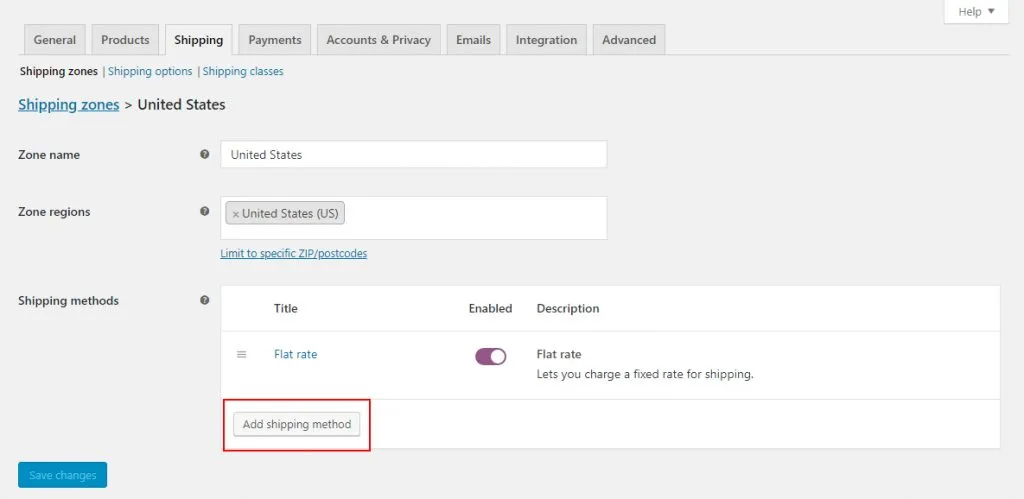 Help ▼
General Products Shipping Payments Accounts & Privacy Emails Integration Advanced
Shipping zones | Shipping options | Shipping classes
Shipping zones > United States
Zone name ? United States
Zone regions ? × United States (US)
Limit to specific ZIP/postcodes
Shipping methods ? Title Enabled Description
Flat rate Flat rate
Lets you charge a fixed rate for shipping.
Add shipping method
Save changes